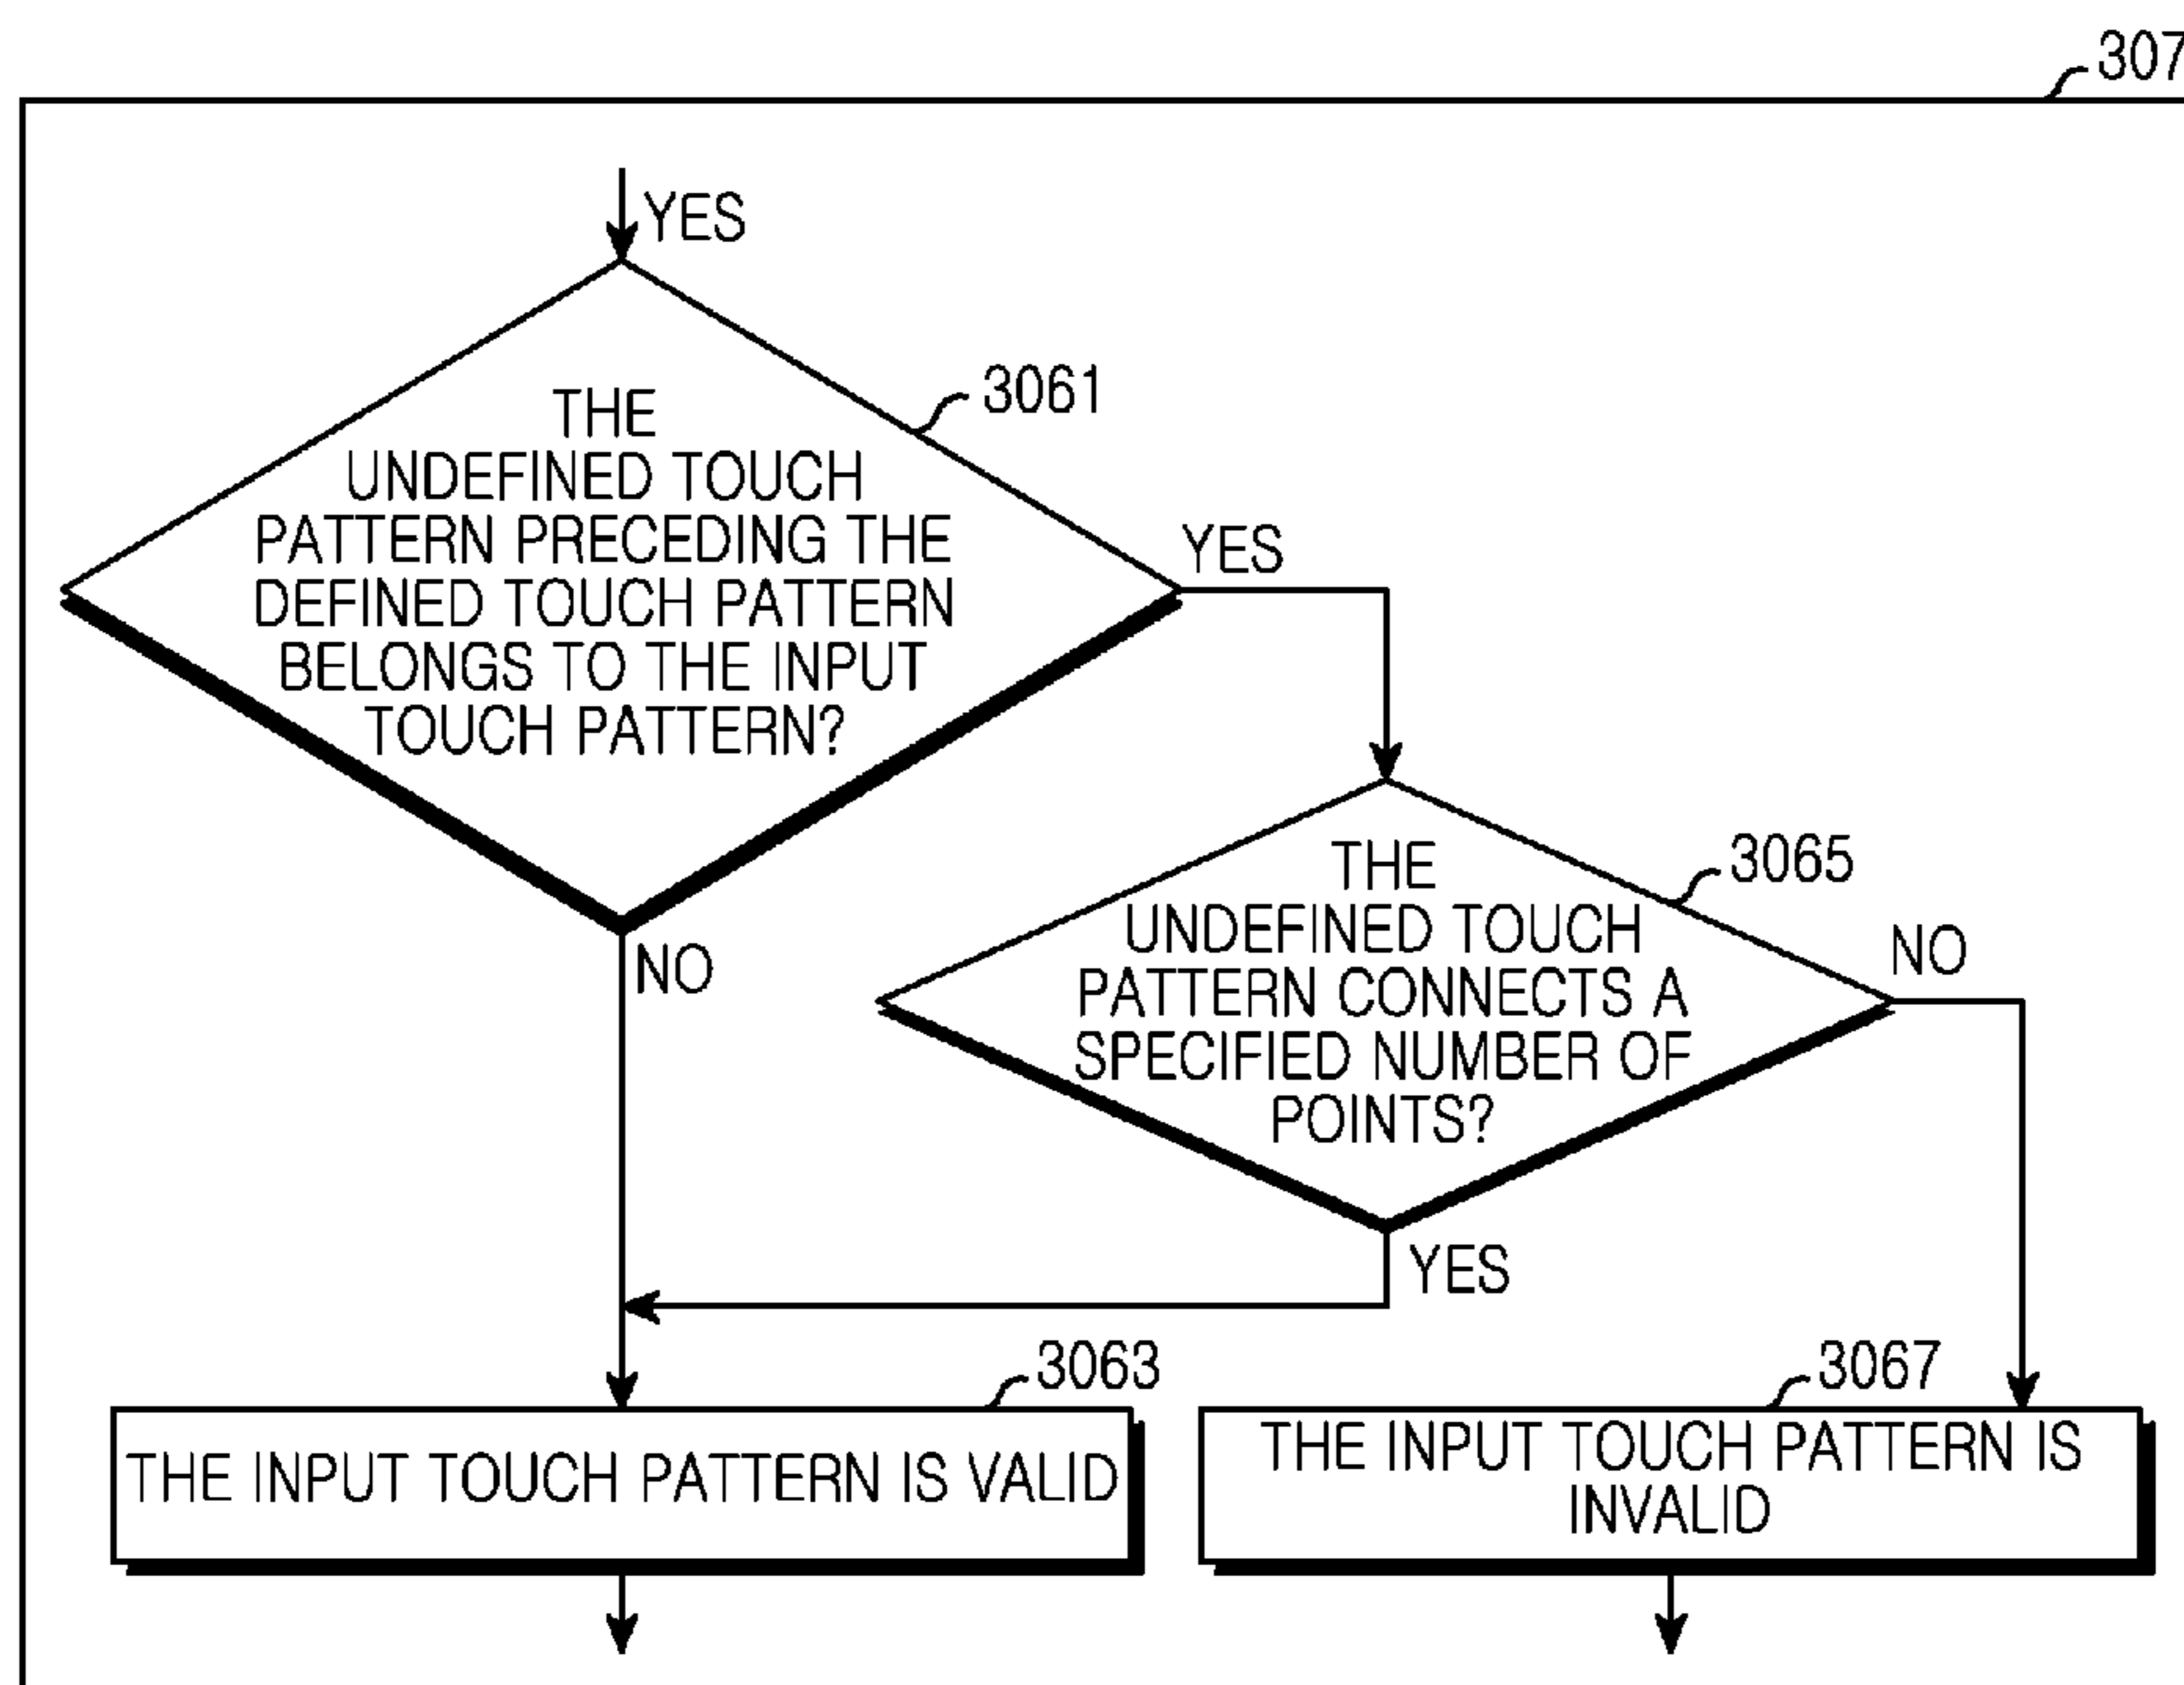 307
YES
3061
THE
UNDEFINED TOUCH
PATTERN PRECEDING THE
DEFINED TOUCH PATTERN
BELONGS TO THE INPUT
TOUCH PATTERN?
YES
NO
3065
THE
UNDEFINED TOUCH
PATTERN CONNECTS A
SPECIFIED NUMBER OF
POINTS?
NO
YES
3063
THE INPUT TOUCH PATTERN IS VALID
3067
THE INPUT TOUCH PATTERN IS
INVALID